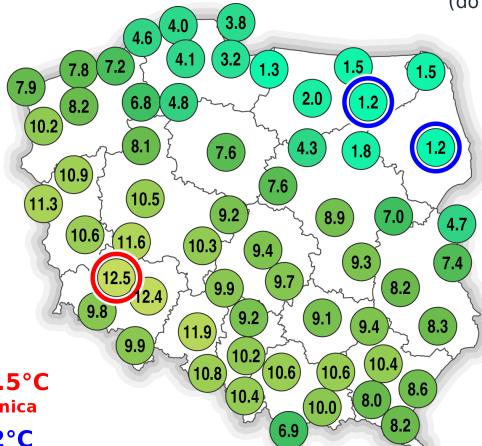 (do
4.6 4.0 3.8
7.8 7.2 4.1 3.2 1.3 1.5 1.5
7.9 8.2 6.8 4.8 2.0 1.2
10.2 8.1 7.6 4.3 1.8 1.2
10.9 10.5 7.6
11.3 9.2 8.9 7.0 4.7
10.6 11.6 10.3 9.4 9.3 7.4
12.5 12.4 9.9 9.7 8.2
9.8 9.2 9.1 9.4 8.3
9.9 11.9 10.2
10.8 10.6 10.6 10.4 8.6
10.4 10.0 8.0
6.9 8.2
.5°C
nica
2°C